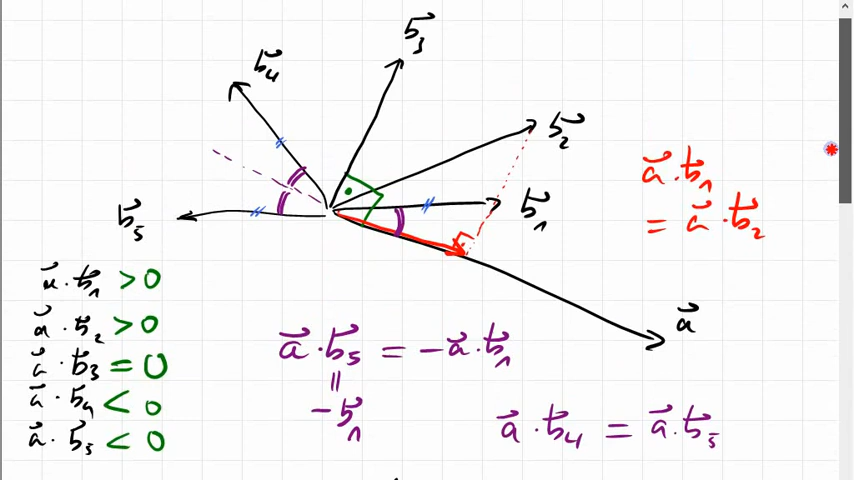 b⃗₃
b⃗₄
b⃗₂
b⃗₁
b⃗₅
a⃗
a⃗ · b⃗₁
= a⃗ · b⃗₂
a⃗ · b⃗₁ > 0
a⃗ · b⃗₂ > 0
a⃗ · b⃗₃ = 0
a⃗ · b⃗₄ < 0
a⃗ · b⃗₅ < 0
a⃗ · b⃗₅ = -a⃗ · b⃗₁
=
-b⃗₁
a⃗ · b⃗₄ = a⃗ · b⃗₅